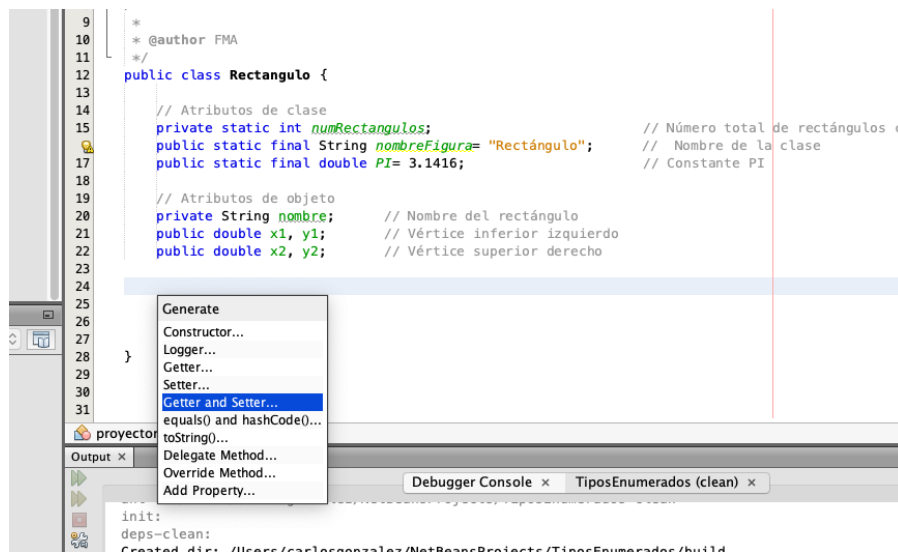 9 *
10 * @author FMA
11 */
12 public class Rectangulo {
13
14 // Atributos de clase
15 private static int numRectangulos; // Número total de rectángulos
public static final String nombreFigura= "Rectángulo"; // Nombre de la clase
17 public static final double PI= 3.1416; // Constante PI
18
19 // Atributos de objeto
20 private String nombre; // Nombre del rectángulo
21 public double x1, y1; // Vértice inferior izquierdo
22 public double x2, y2; // Vértice superior derecho
23
24
25
26
27
28 }
29
30
31
Generate
Constructor...
Logger...
Getter...
Setter...
Getter and Setter...
equals() and hashCode()...
toString()...
Delegate Method...
Override Method...
Add Property...
proyector
Output ×
Debugger Console × TiposEnumerados (clean) ×
init:
deps-clean:
Created dir: /Users/carlosgonzalez/NetBeansProjects/TiposEnumerados/build